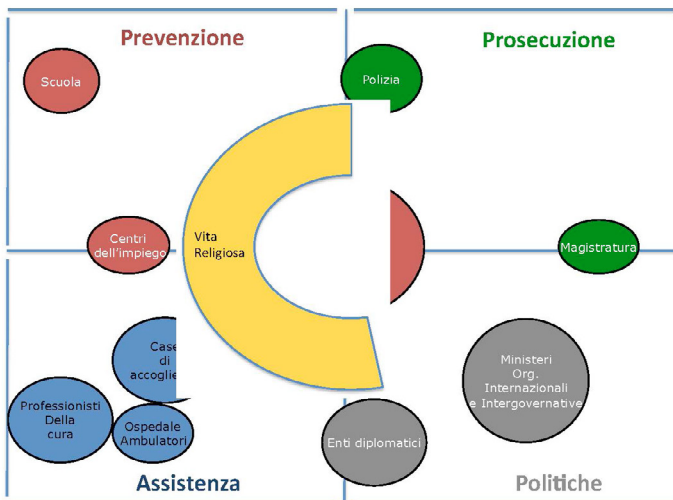 Prevenzione
Prosecuzione
Scuola
Polizia
Vita
Religiosa
Centri
dell'impiego
Magistratura
Case
di
accoglie
Ministeri
Org.
Internazionali
e Intergovernative
Professionisti
Della
cura
Ospedale
Ambulatori
Enti diplomatici
Assistenza
Politiche